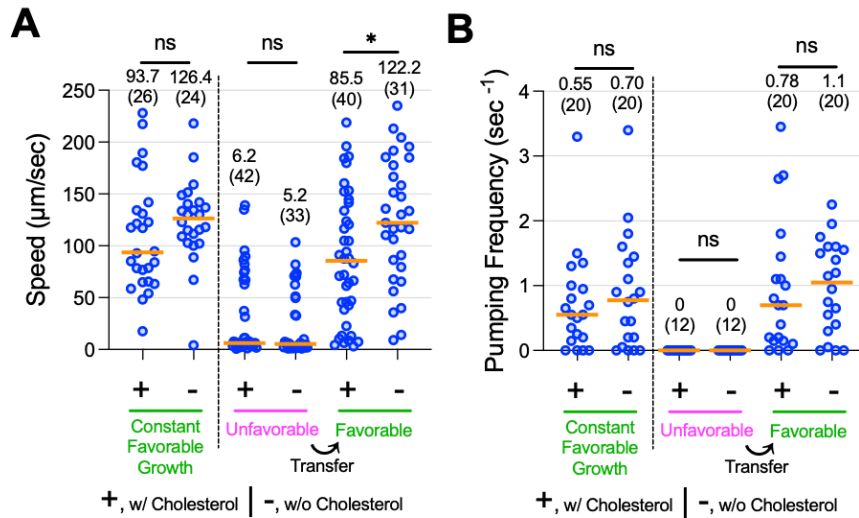 A
ns
ns
*
93.7
(26)
126.4
(24)
6.2
(42)
5.2
(33)
85.5
(40)
122.2
(31)
Speed (µm/sec)
250
200
150
100
50
0
+
-
+
-
+
-
Constant
Favorable
Growth
Unfavorable
Favorable
Transfer
+, w/ Cholesterol | -, w/o Cholesterol
B
ns
ns
ns
0.55
(20)
0.70
(20)
0
(12)
0
(12)
0.78
(20)
1.1
(20)
Pumping Frequency (sec⁻¹)
4
3
2
1
0
+
-
+
-
+
-
Constant
Favorable
Growth
Unfavorable
Favorable
Transfer
+, w/ Cholesterol | -, w/o Cholesterol